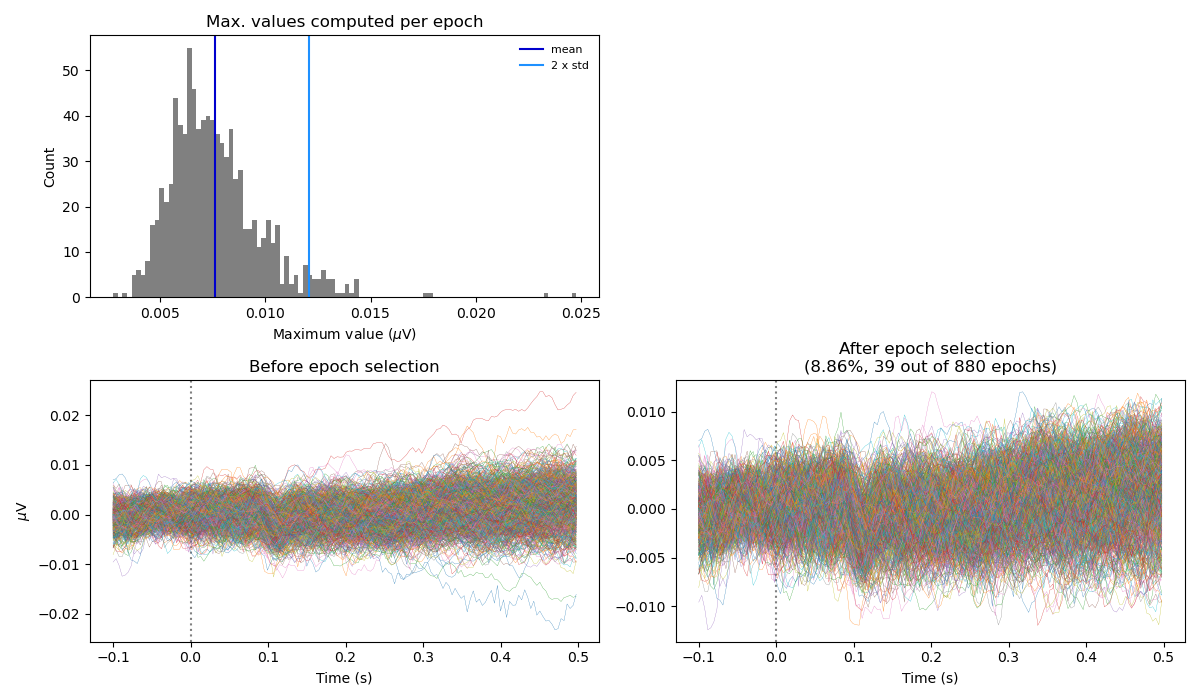 Max. values computed per epoch
mean
2 x std
50
40
30
20
10
0
Count
0.005 0.010 0.015 0.020 0.025
Maximum value (μV)
Before epoch selection
0.02
0.01
0.00
−0.01
−0.02
μV
−0.1 0.0 0.1 0.2 0.3 0.4 0.5
Time (s)
After epoch selection
(8.86%, 39 out of 880 epochs)
0.010
0.005
0.000
−0.005
−0.010
−0.1 0.0 0.1 0.2 0.3 0.4 0.5
Time (s)